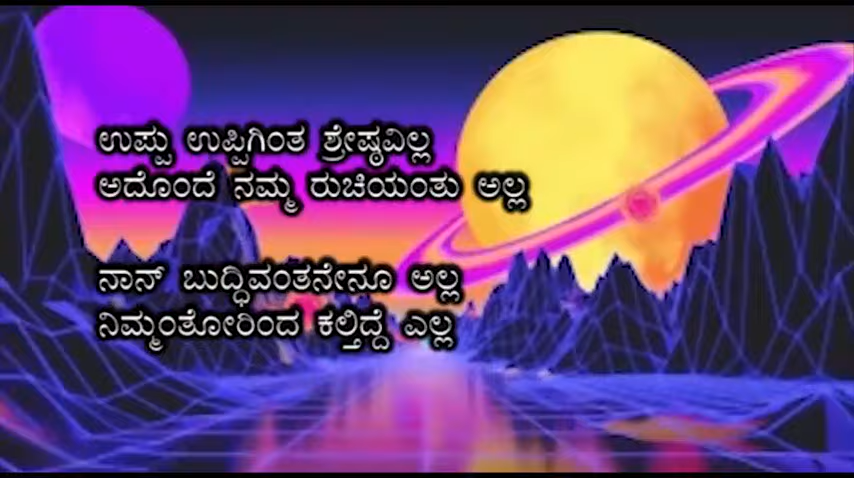 ಉಪ್ಪು ಉಪ್ಪಿಗಿಂತ ಶ್ರೇಷ್ಠವಿಲ್ಲ
ಅದೊಂದೆ ನಮ್ಮ ರುಚಿಯಂತು ಅಲ್ಲ
ನಾನ್ ಬುದ್ಧಿವಂತನೇನೂ ಅಲ್ಲ
ನಿಮ್ಮಂತೋರಿಂದ ಕಲ್ತಿದ್ದೆ ಎಲ್ಲ